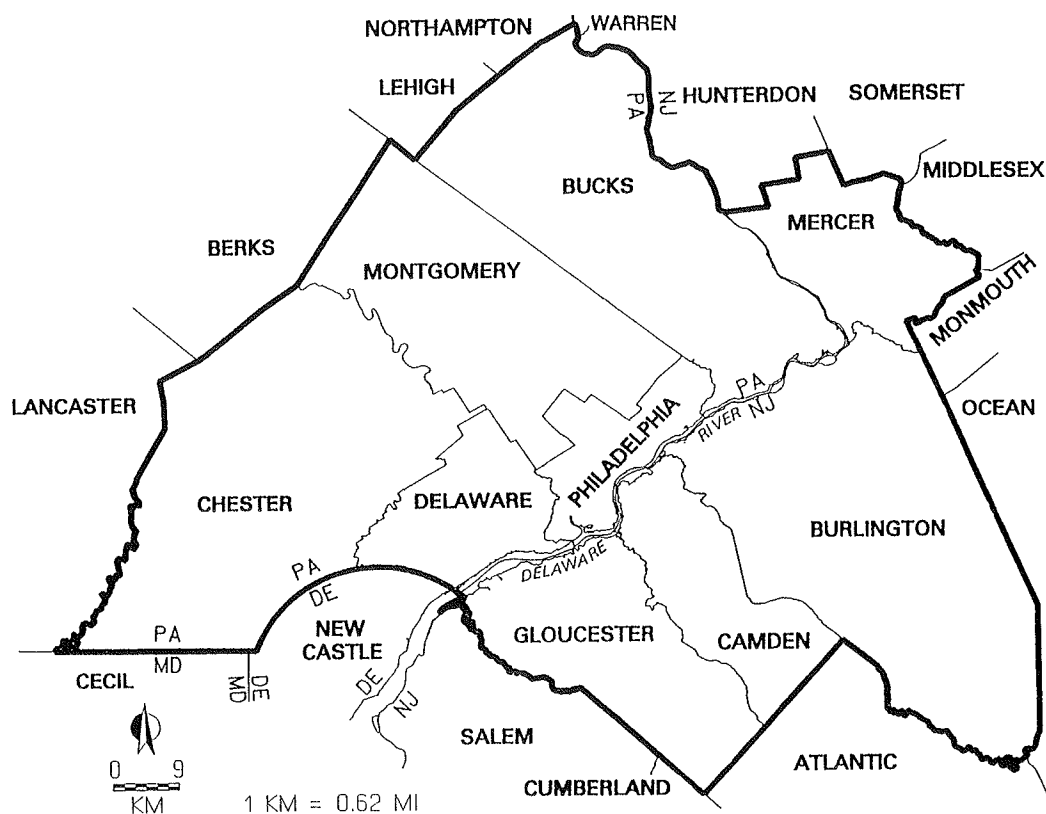 NORTHAMPTON
WARREN
LEHIGH
NJ
PA
HUNTERDON
SOMERSET
MIDDLESEX
BUCKS
MERCER
BERKS
MONTGOMERY
MONMOUTH
LANCASTER
PA
NJ
RIVER
OCEAN
PHILADELPHIA
CHESTER
DELAWARE
BURLINGTON
DELAWARE
PA
DE
NEW
CASTLE
GLOUCESTER
CAMDEN
PA
MD
CECIL
DE
MD
DE
NJ
SALEM
ATLANTIC
CUMBERLAND
0 9
KM
1 KM = 0.62 MI